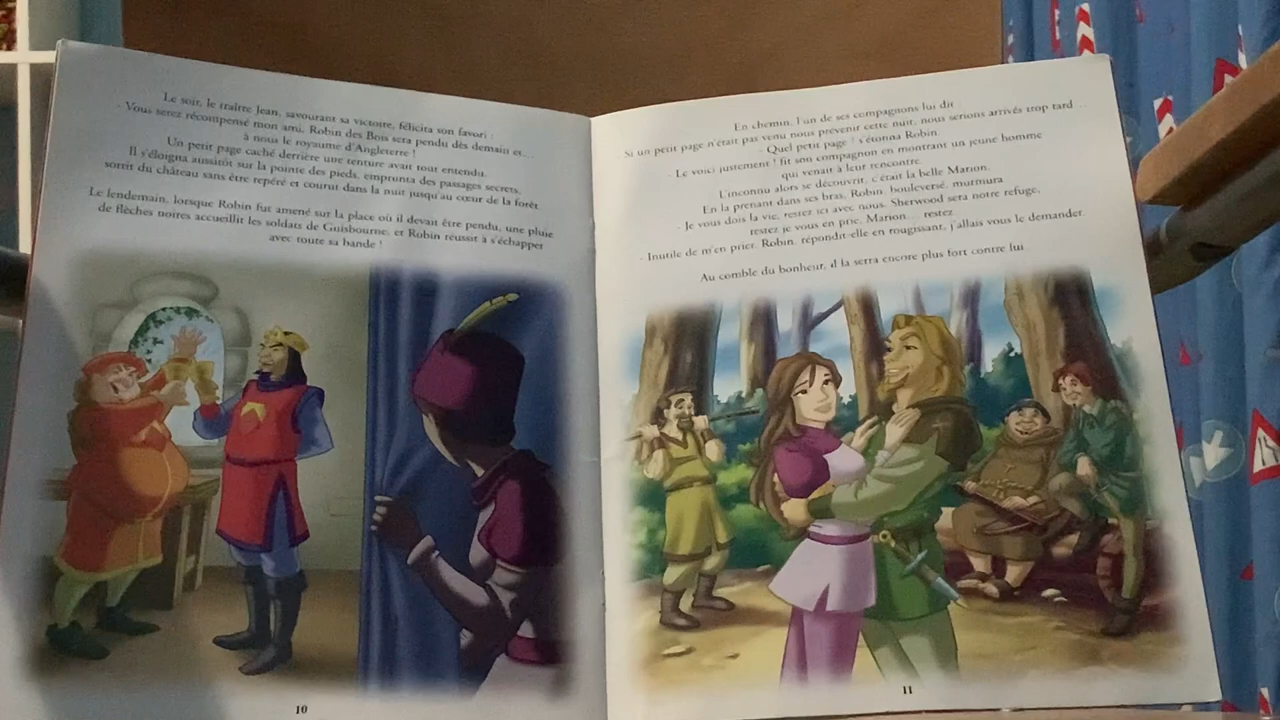 Le soir, le traître Jean, savourant sa victoire, félicita son favori :
- Vous serez récompensé mon ami, Robin des Bois sera pendu dès demain et...
à nous le royaume d'Angleterre !
Un petit page caché derrière une tenture avait tout entendu.
Il s'éloigna aussitôt sur la pointe des pieds, emprunta des passages secrets,
sortit du château sans être repéré et courut dans la nuit jusqu'au cœur de la forêt.
Le lendemain, lorsque Robin fut amené sur la place où il devait être pendu, une pluie
de flèches noires accueillit les soldats de Guisbourne, et Robin réussit à s'échapper
avec toute sa bande !
10
En chemin, l'un de ses compagnons lui dit
- Si un petit page n'était pas venu nous prévenir cette nuit, nous serions arrivés trop tard...
- Quel petit page ? s'étonna Robin.
- Le voici justement ! fit son compagnon en montrant un jeune homme
qui venait à leur rencontre.
L'inconnu alors se découvrit, c'était la belle Marion.
En la prenant dans ses bras, Robin, bouleversé, murmura
- Je vous dois la vie, restez ici avec nous. Sherwood sera notre refuge,
restez je vous en prie, Marion... restez
- Inutile de m'en prier, Robin, répondit-elle en rougissant, j'allais vous le demander.
Au comble du bonheur, il la serra encore plus fort contre lui
11